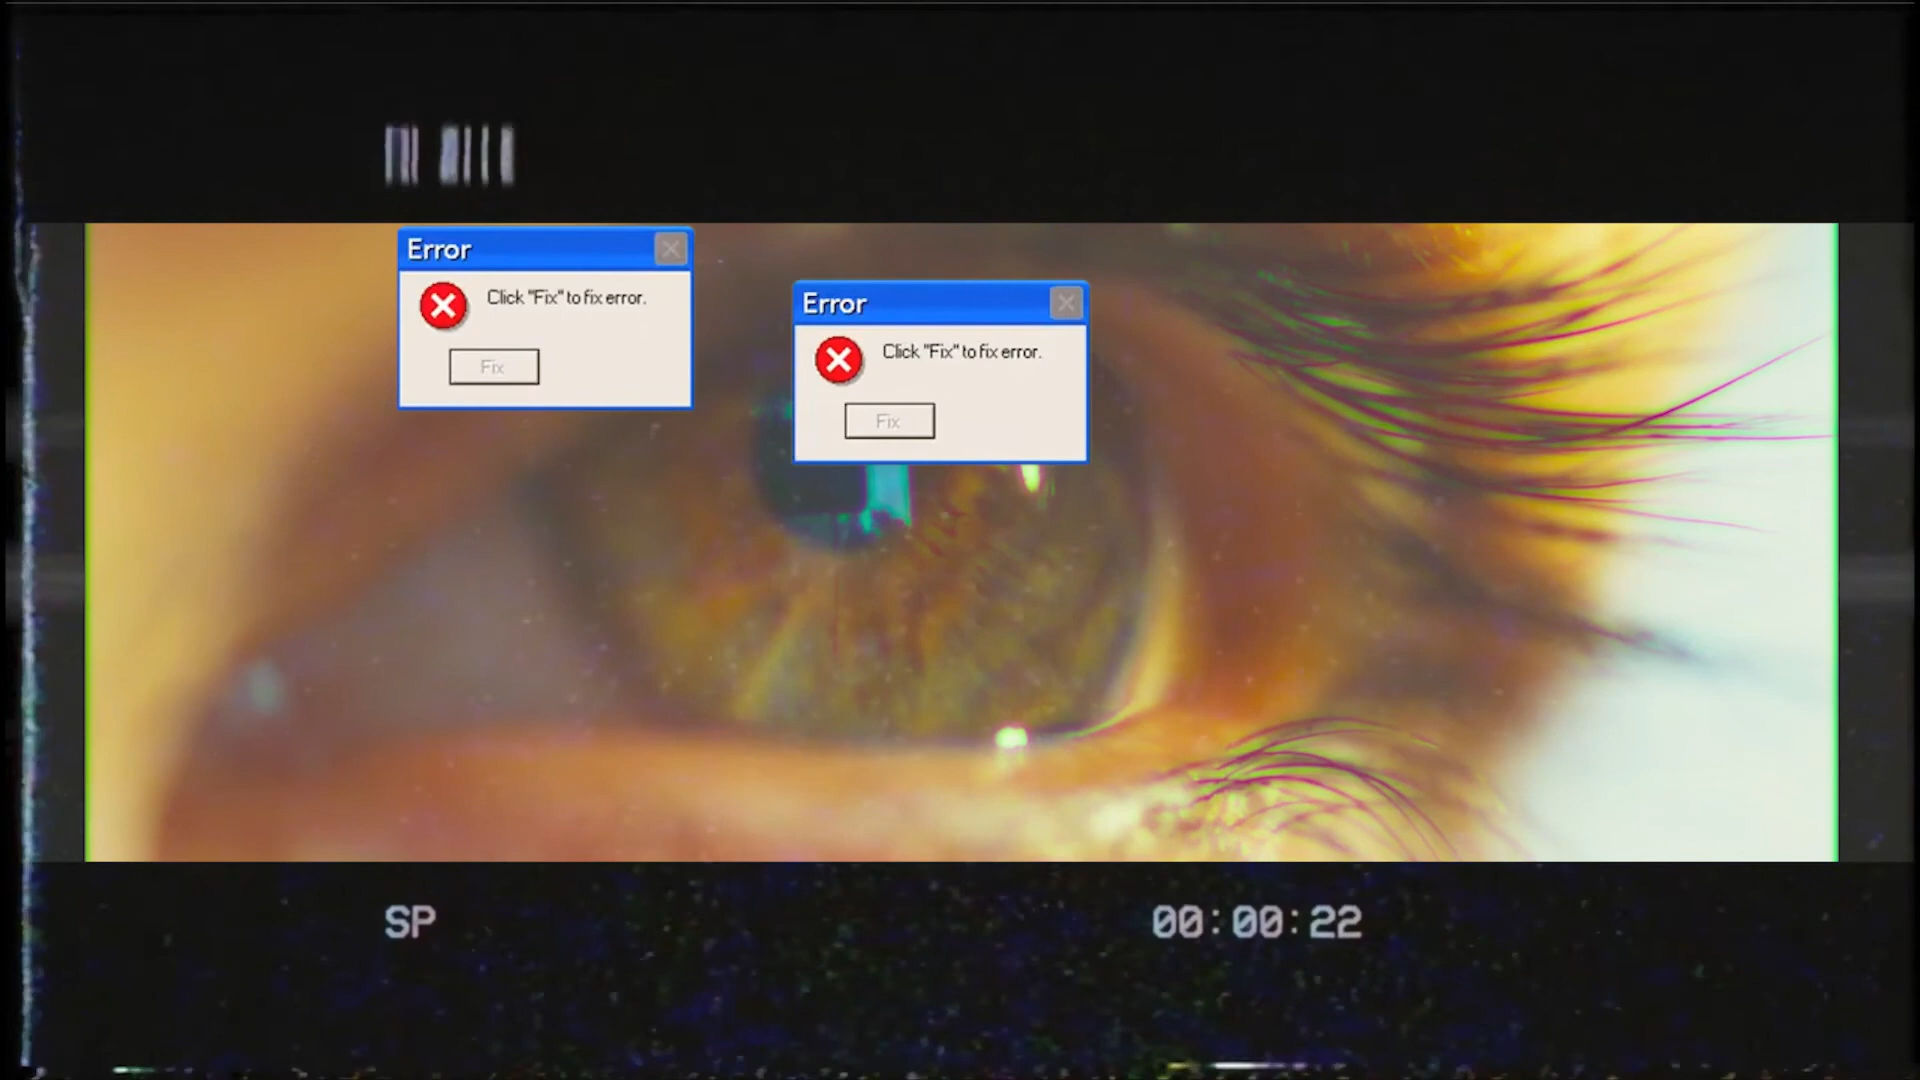 Error
Click "Fix" to fix error.
Fix
Error
Click "Fix" to fix error.
Fix
SP
00:00:22